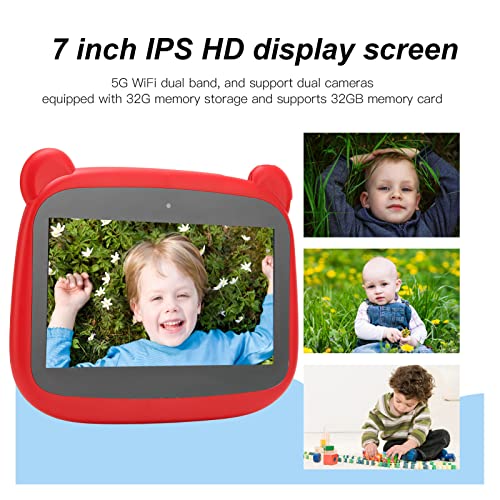 7 inch IPS HD display screen
5G WiFi dual band, and support dual cameras
equipped with 32G memory storage and supports 32GB memory card